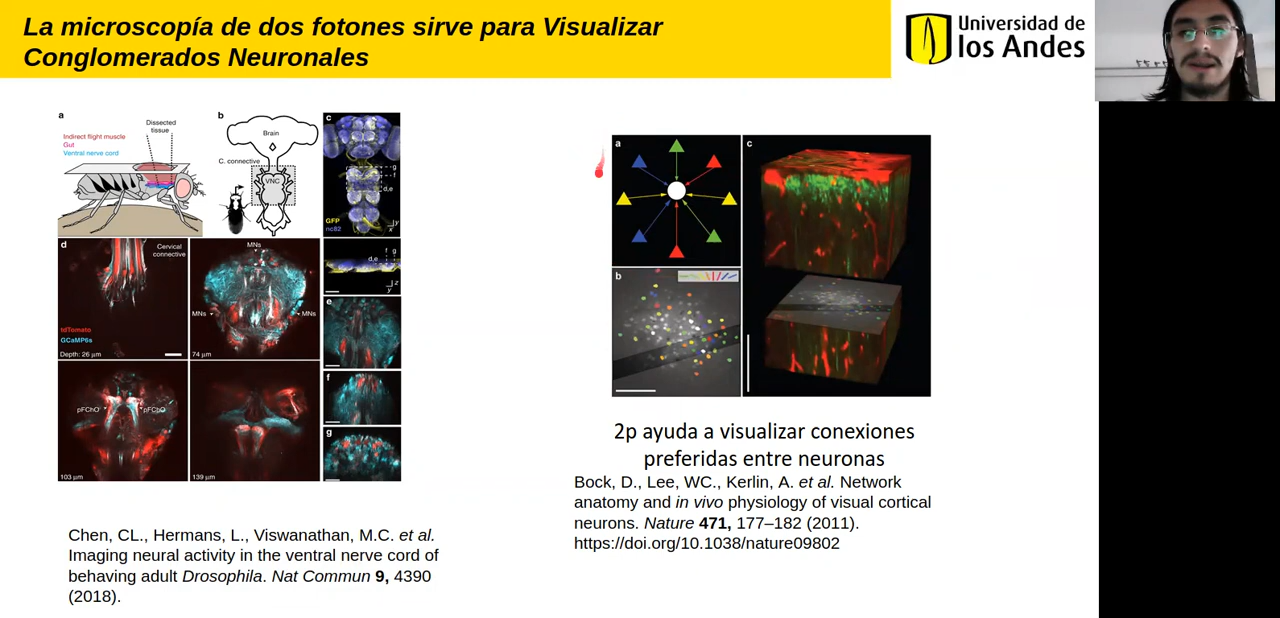 La microscopía de dos fotones sirve para Visualizar
Conglomerados Neuronales
Universidad de
los Andes
a
Dissected
tissue
Indirect flight muscle
Gut
Ventral nerve cord
b
Brain
C. connective
VNC
c
g
f
d,e
GFP
nc82
y
x
d
Cervical
connective
tdTomato
GCaMP6s
Depth: 26 µm
MNs
MNs
MNs
74 µm
f
g
d,e
z
y
e
pFChO
pFChO
103 µm
139 µm
f
g
a
b
c
2p ayuda a visualizar conexiones
preferidas entre neuronas
Bock, D., Lee, WC., Kerlin, A. et al. Network
anatomy and in vivo physiology of visual cortical
neurons. Nature 471, 177–182 (2011).
https://doi.org/10.1038/nature09802
Chen, CL., Hermans, L., Viswanathan, M.C. et al.
Imaging neural activity in the ventral nerve cord of
behaving adult Drosophila. Nat Commun 9, 4390
(2018).